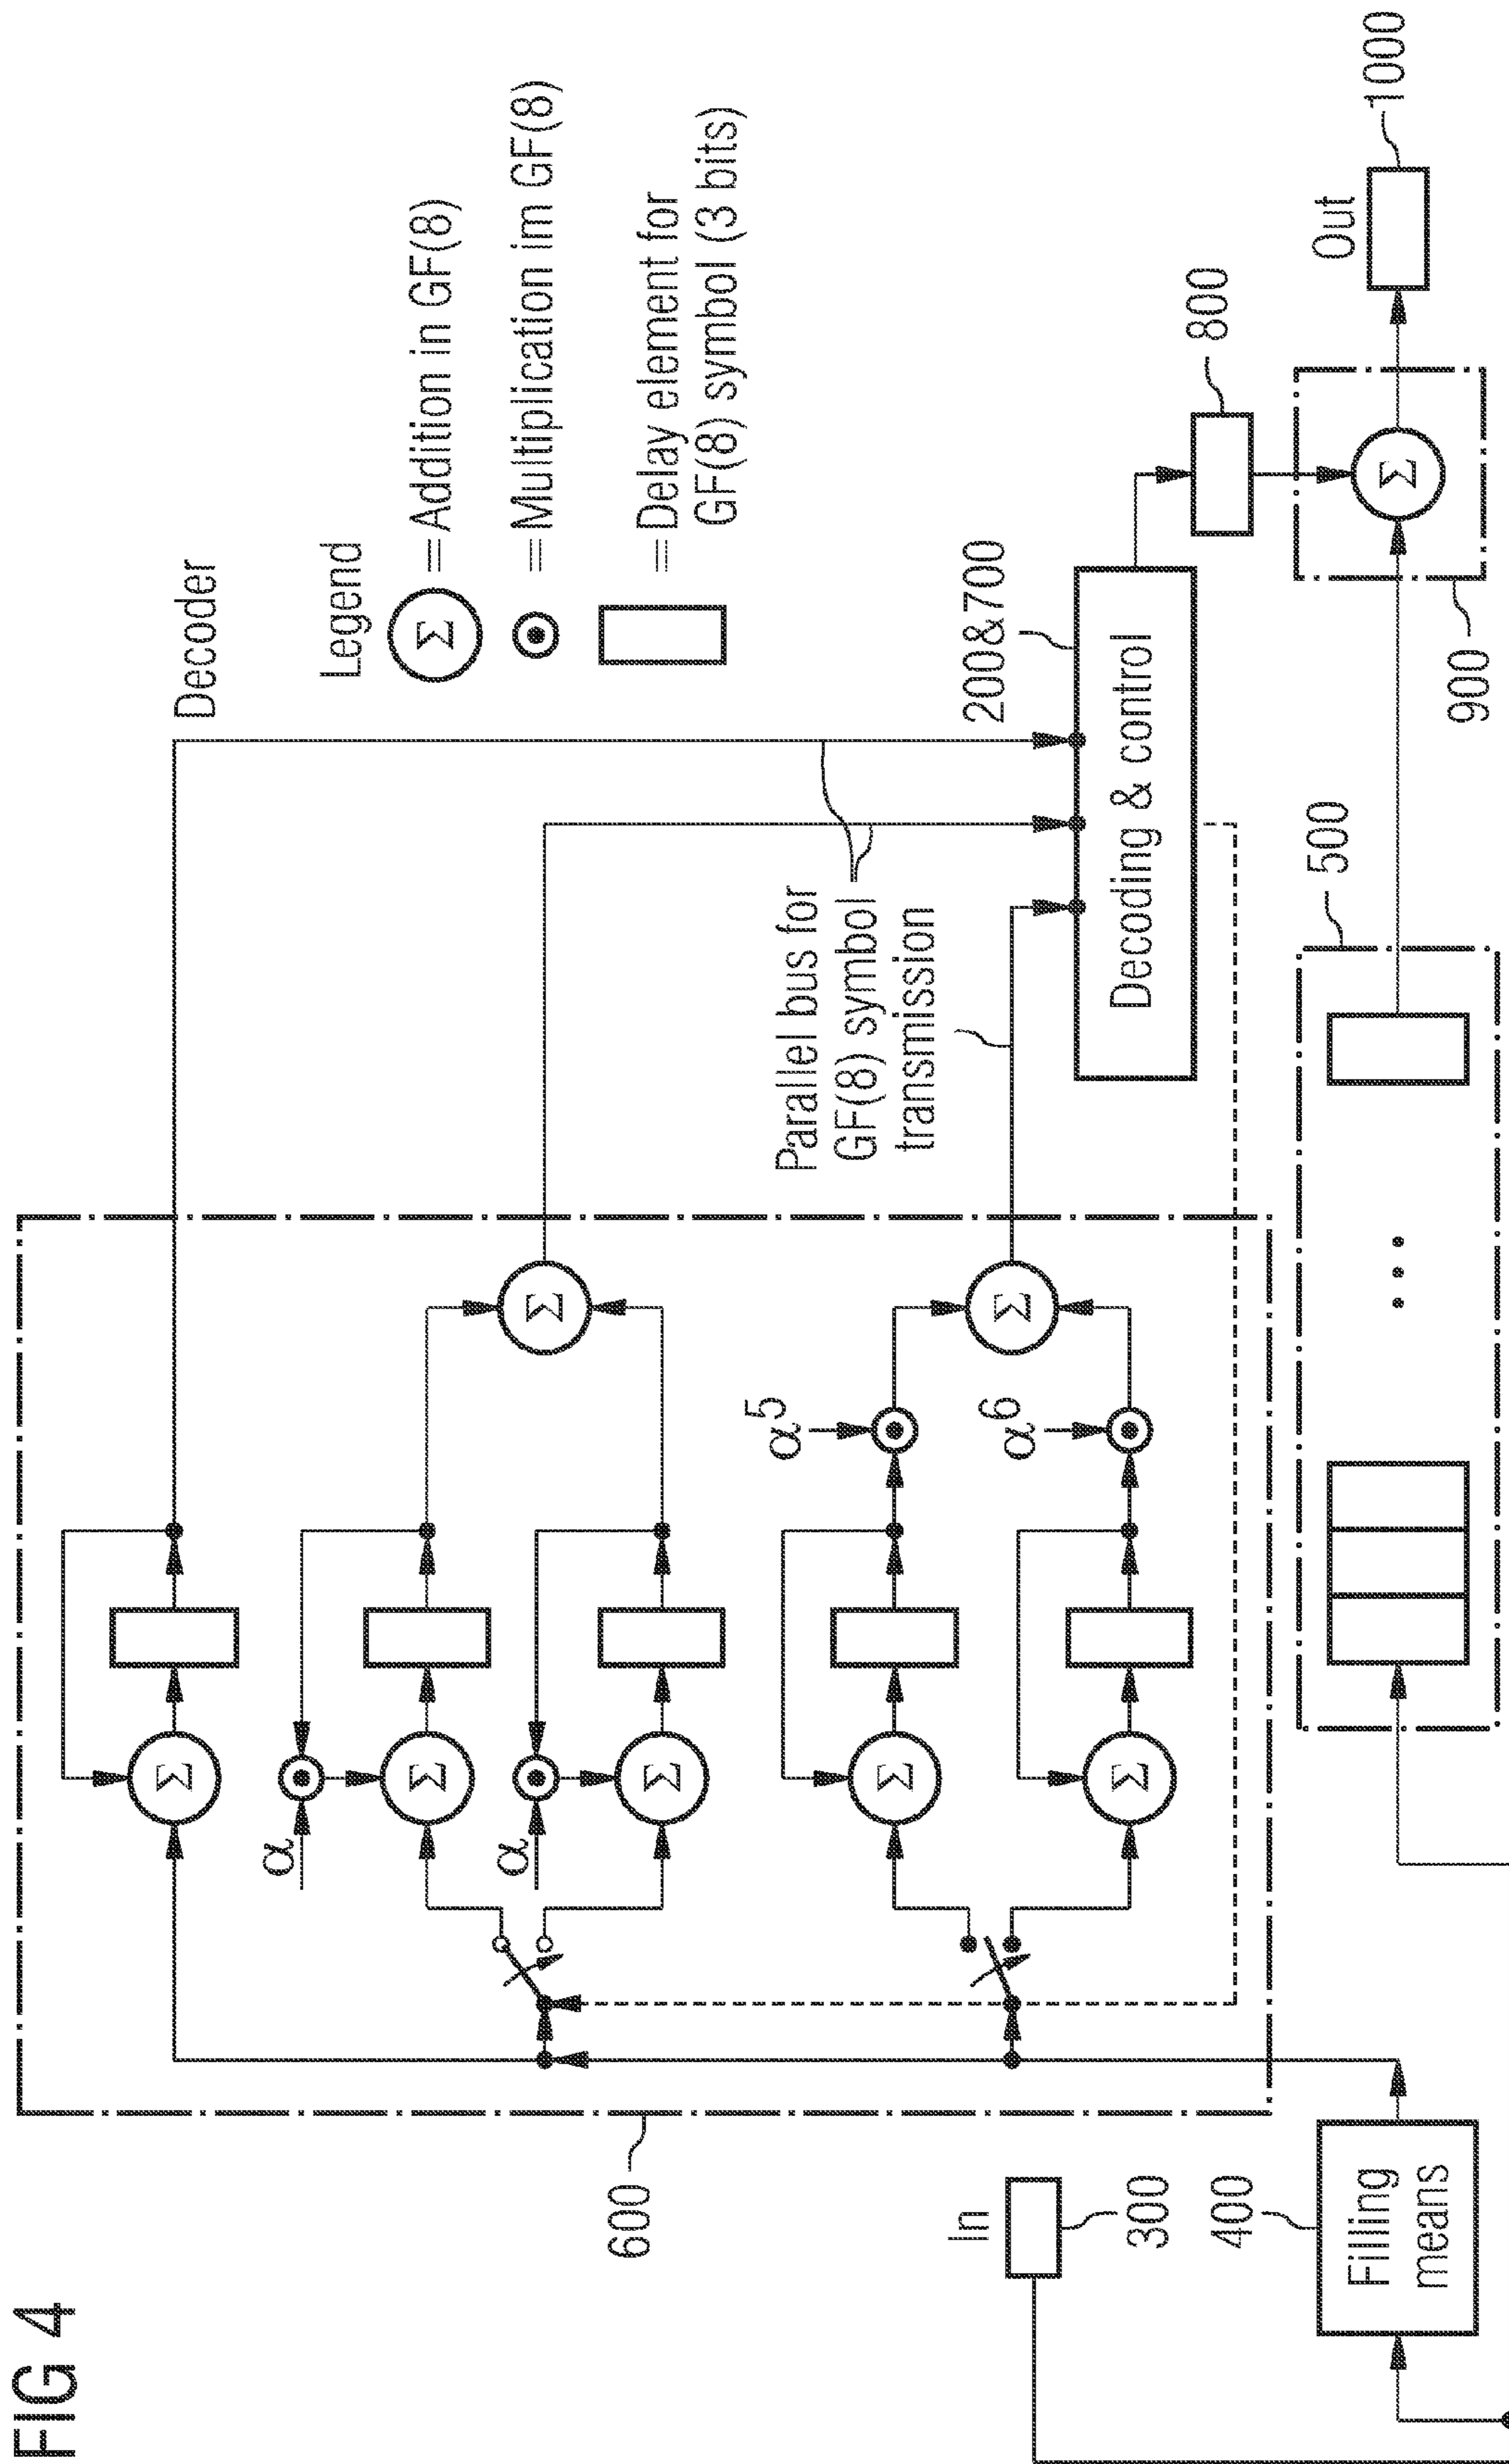 FIG 4
600
Σ
Decoder
α
Σ
Σ
Legend
Σ = Addition in GF(8)
= Multiplication im GF(8)
= Delay element for
GF(8) symbol (3 bits)
α
Σ
α⁵
Σ
Σ
Parallel bus for
GF(8) symbol
transmission
α⁶
Σ
In
300
200&700
Decoding & control
800
400
Fillling
means
500
Σ
900
Out
1000